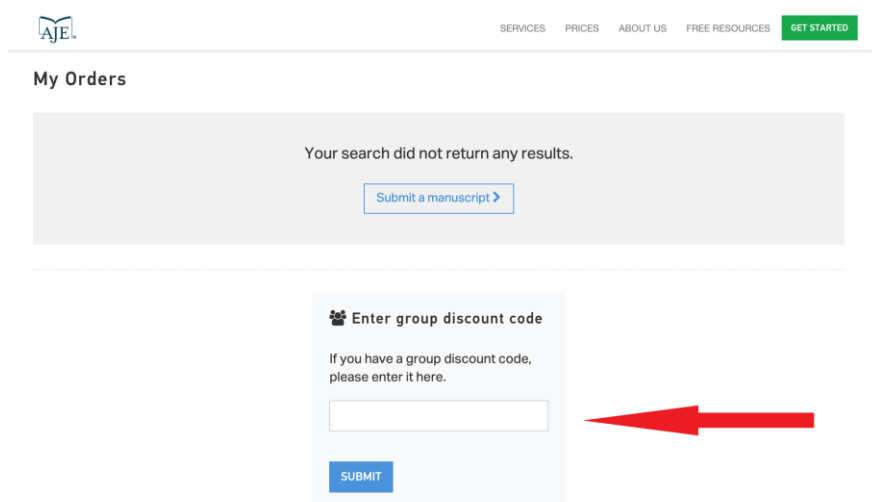 AJE.
SERVICES PRICES ABOUT US FREE RESOURCES GET STARTED
My Orders
Your search did not return any results.
Submit a manuscript
Enter group discount code
If you have a group discount code,
please enter it here.
SUBMIT